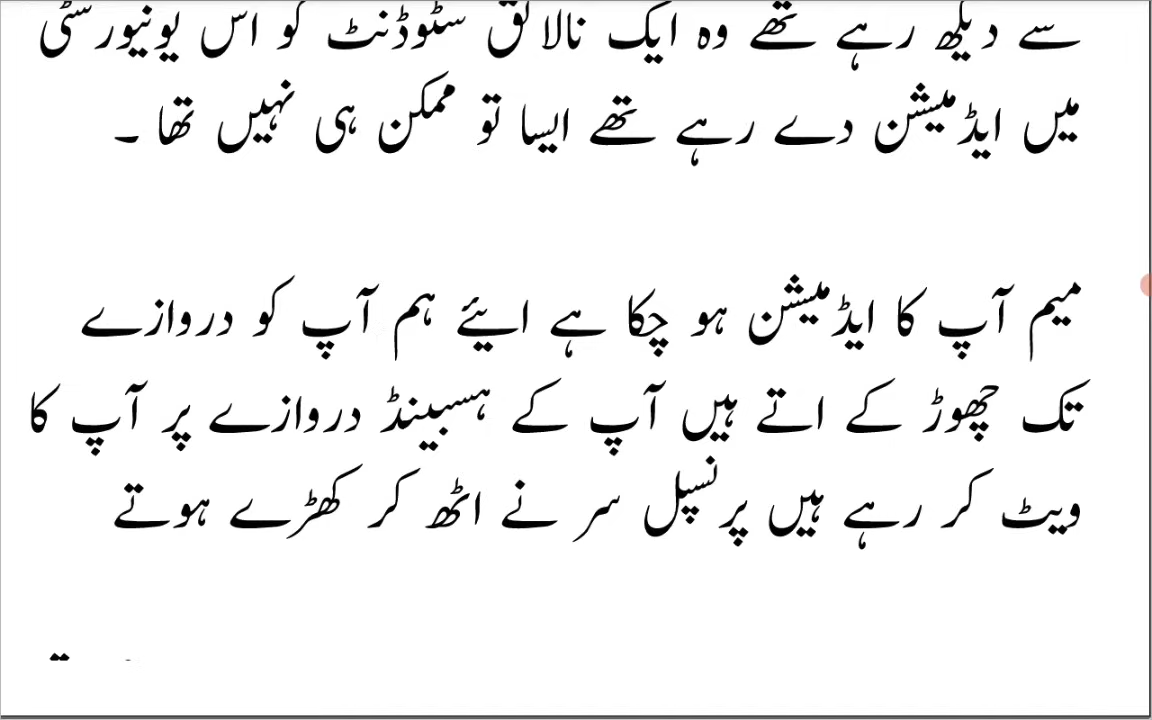 سے دیکھ رہے تھے وہ ایک نالائق سٹوڈنٹ کو اس یونیورسٹی
میں ایڈمیشن دے رہے تھے ایسا تو ممکن ہی نہیں تھا ۔
میم آپ کا ایڈمیشن ہو چکا ہے ایئے ہم آپ کو دروازے
تک چھوڑ کے اتے ہیں آپ کے ہسبینڈ دروازے پر آپ کا
ویٹ کر رہے ہیں پرنسپل سر نے اٹھ کر کھڑے ہوتے